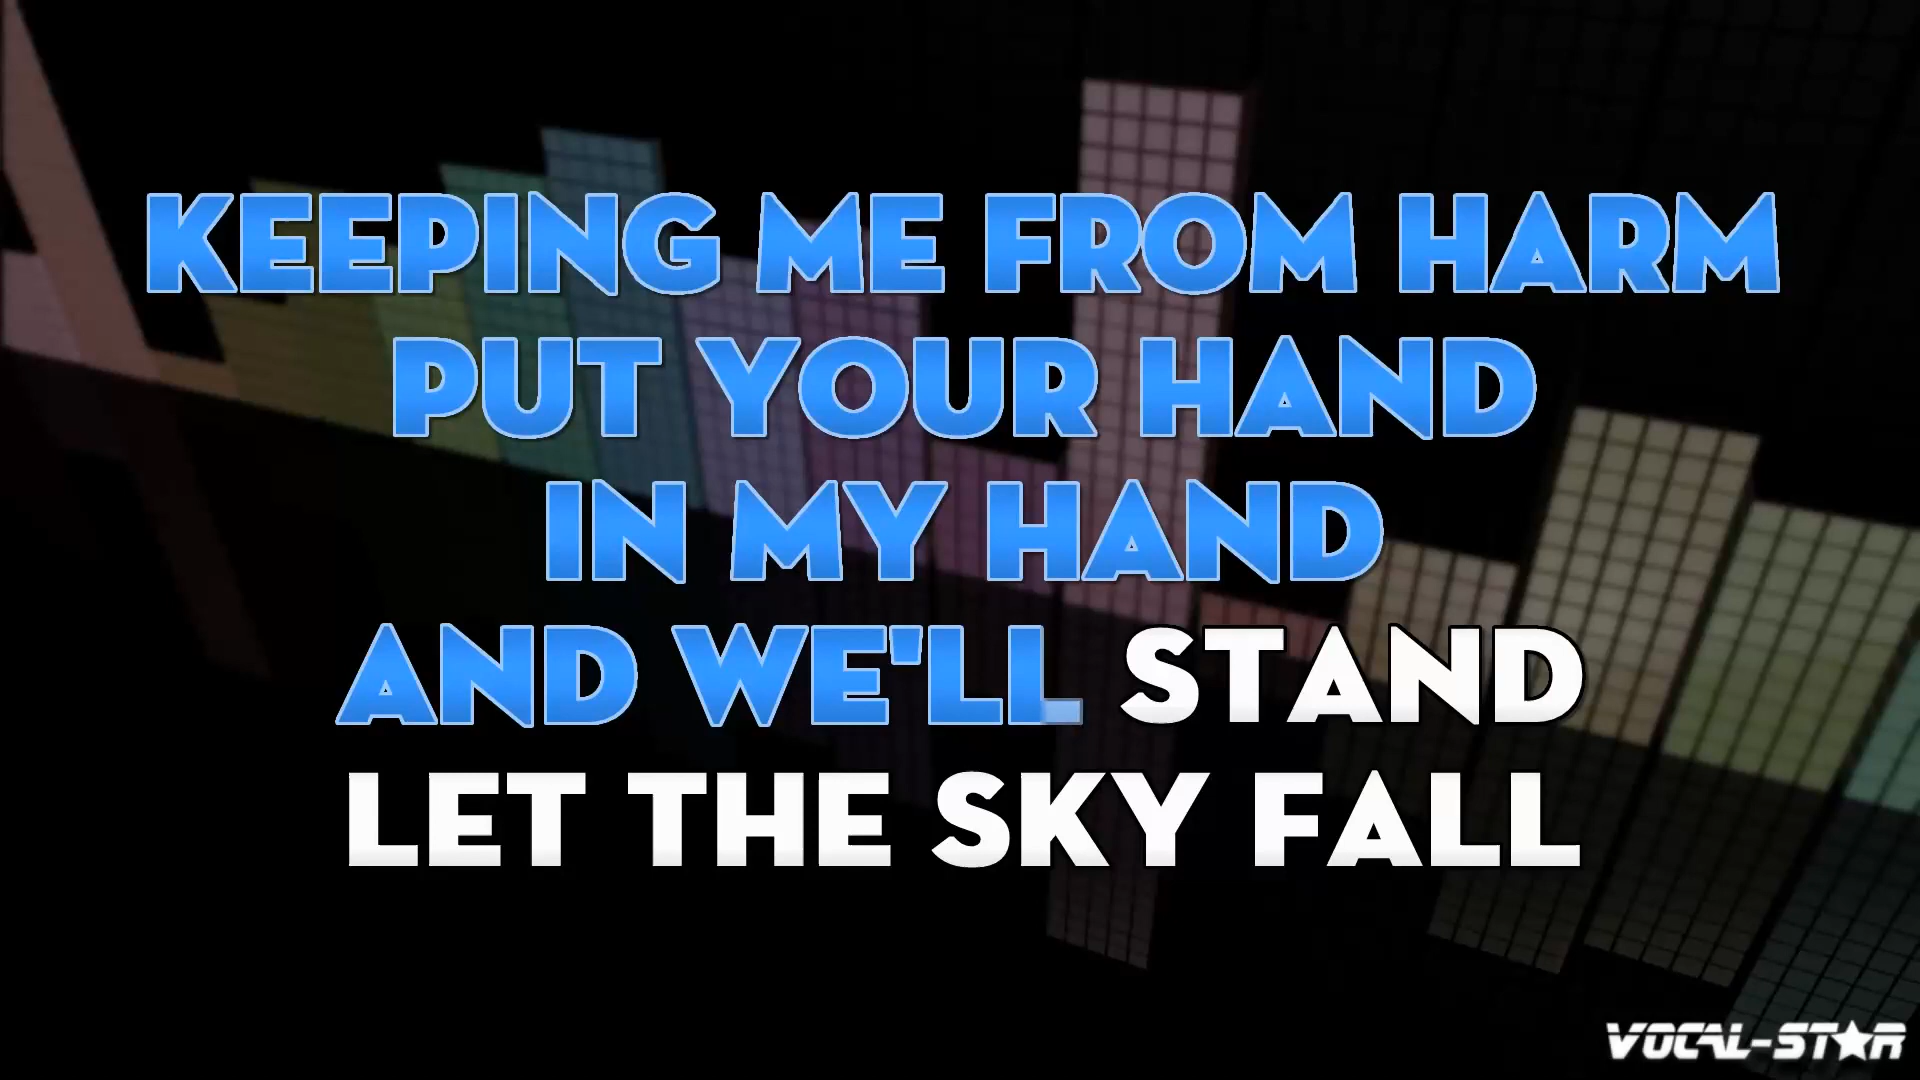 KEEPING ME FROM HARM
PUT YOUR HAND
IN MY HAND
AND WE'LL STAND
LET THE SKY FALL
VOCAL-STAR